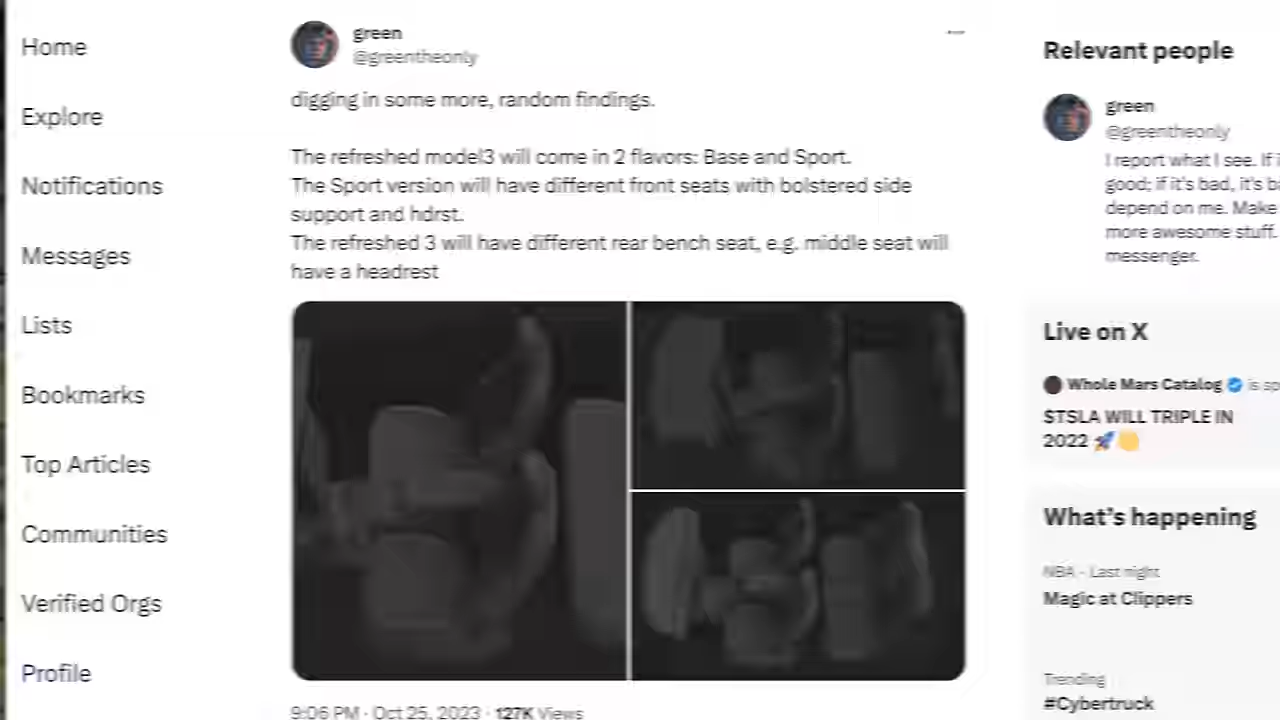 Home
Explore
Notifications
Messages
Lists
Bookmarks
Top Articles
Communities
Verified Orgs
Profile
green
@greentheonly
digging in some more, random findings.
The refreshed model3 will come in 2 flavors: Base and Sport.
The Sport version will have different front seats with bolstered side
support and hdrst.
The refreshed 3 will have different rear bench seat, e.g. middle seat will
have a headrest
9:06 PM · Oct 25, 2023 · 127K Views
Relevant people
green
@greentheonly
I report what I see. If i
good; if it's bad, it's ba
depend on me. Make
more awesome stuff.
messenger.
Live on X
Whole Mars Catalog is sp
$TSLA WILL TRIPLE IN
2022 🚀
What's happening
NBA · Last night
Magic at Clippers
Trending
#Cybertruck